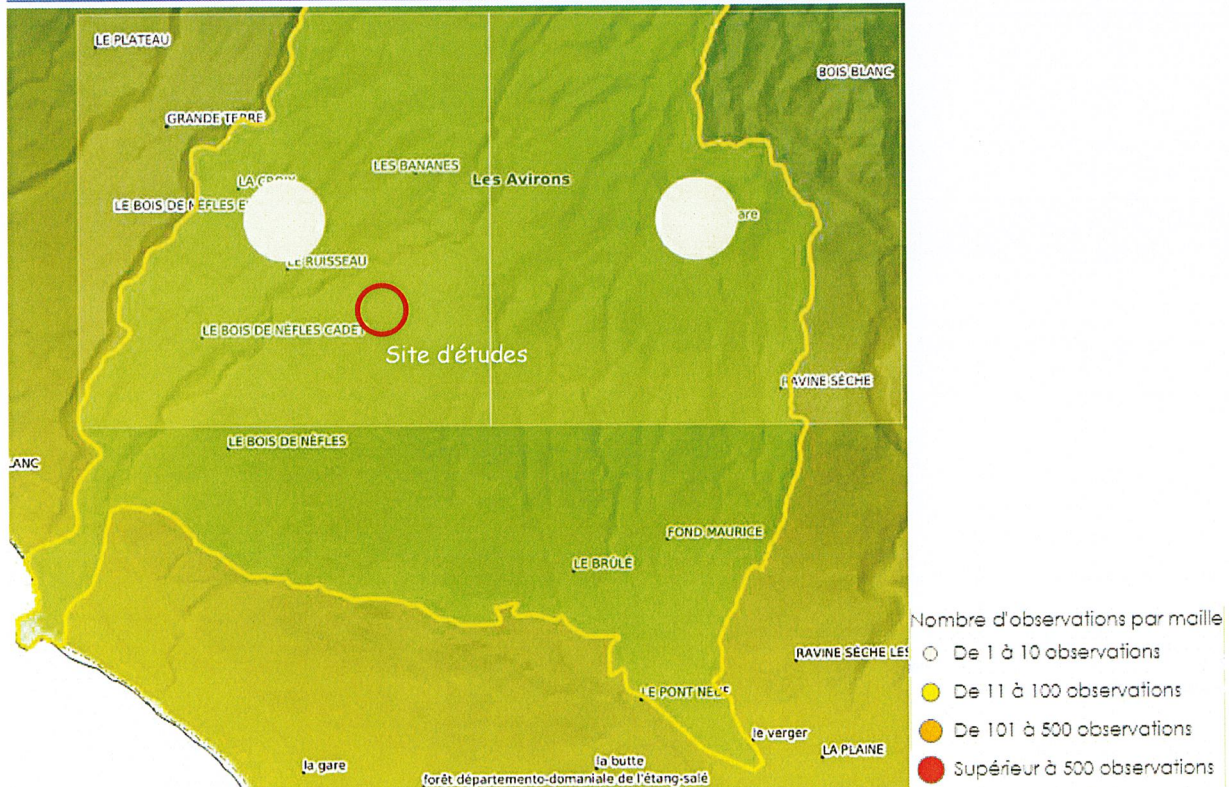 LE PLATEAU
BOIS BLANC
GRANDE TERRE
LES BANANES
Les Avirons
LA CROIX
LE BOIS DE NÈFLES
are
LE RUISSEAU
LE BOIS DE NÈFLES CADET
Site d'études
RAVINE SÈCHE
LE BOIS DE NÈFLES
LANC
FOND MAURICE
LE BRÛLÉ
Nombre d'observations par maille
De 1 à 10 observations
RAVINE SÈCHE LES
De 11 à 100 observations
LE PONT NEUF
De 101 à 500 observations
le verger
LA PLAINE
la butte
la gare
Supérieur à 500 observations
forêt départemento-domaniale de l'étang-salé